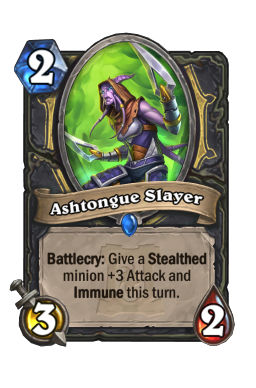 2
Ashtongue Slayer
Battlecry: Give a Stealthed
minion +3 Attack and
Immune this turn.
3
2